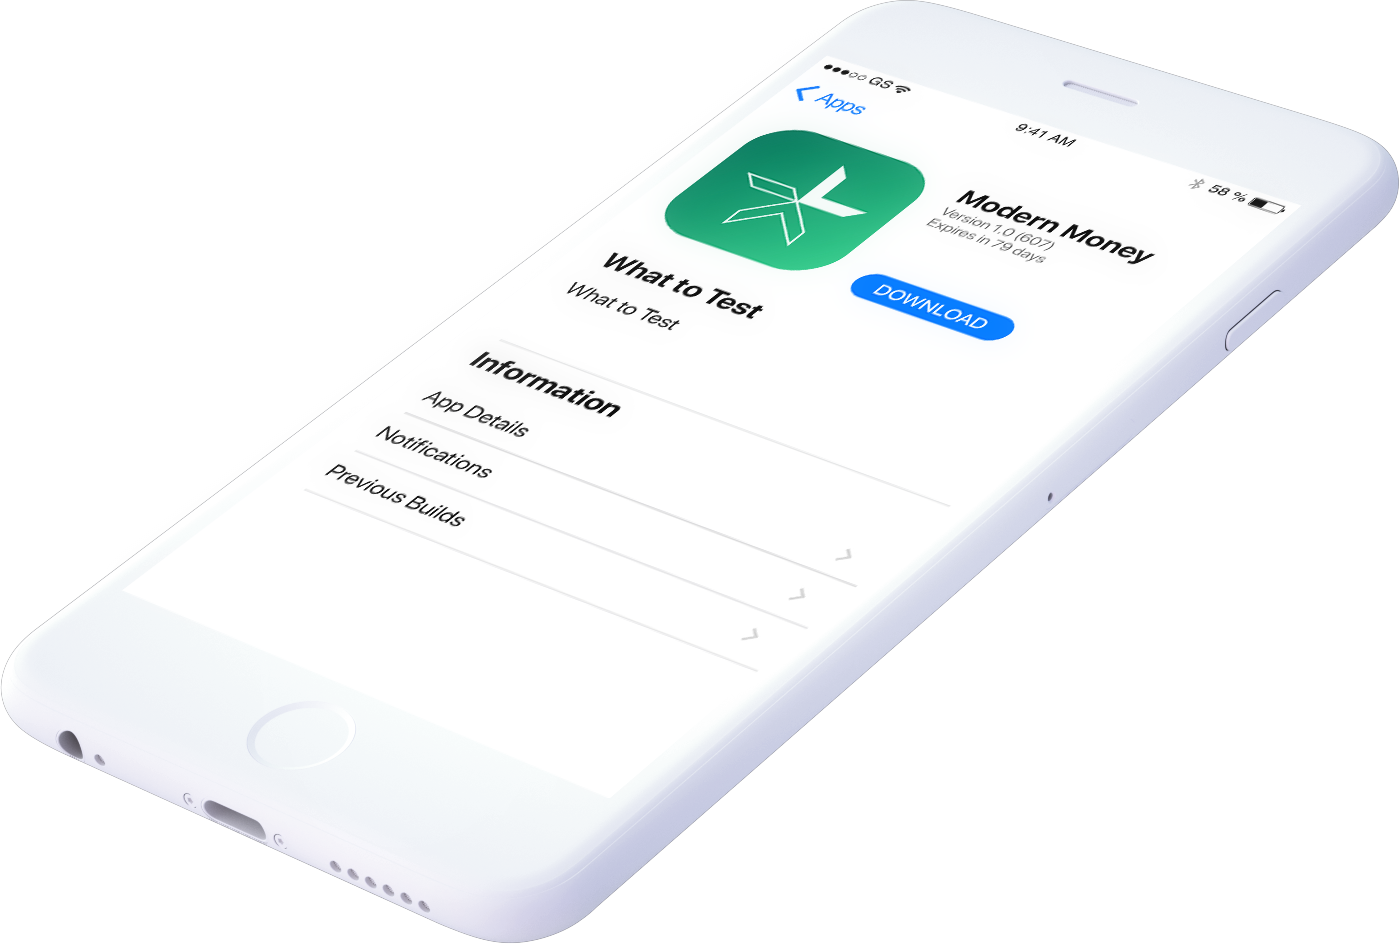 GS
9:41 AM
58 %
Apps
Modern Money
Version 1.0 (607)
Expires in 79 days
DOWNLOAD
What to Test
What to Test
Information
App Details
Notifications
Previous Builds